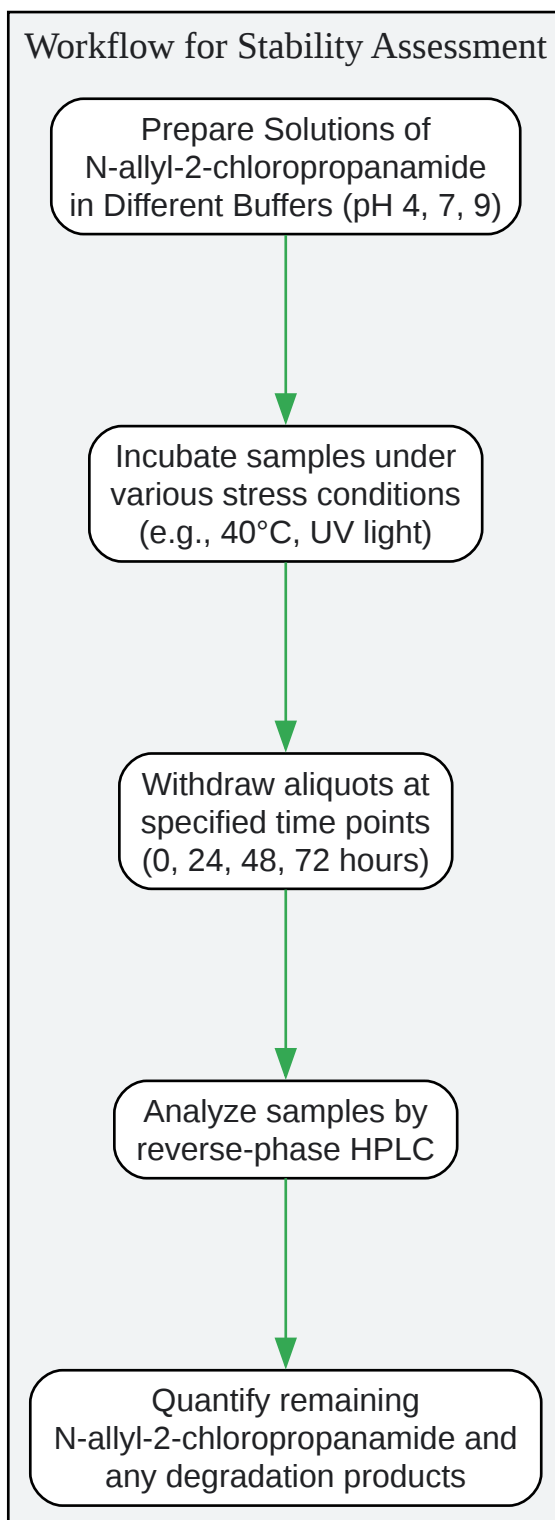 Workflow for Stability Assessment
Prepare Solutions of
N-allyl-2-chloropropanamide
in Different Buffers (pH 4, 7, 9)
Incubate samples under
various stress conditions
(e.g., 40°C, UV light)
Withdraw aliquots at
specified time points
(0, 24, 48, 72 hours)
Analyze samples by
reverse-phase HPLC
Quantify remaining
N-allyl-2-chloropropanamide and
any degradation products